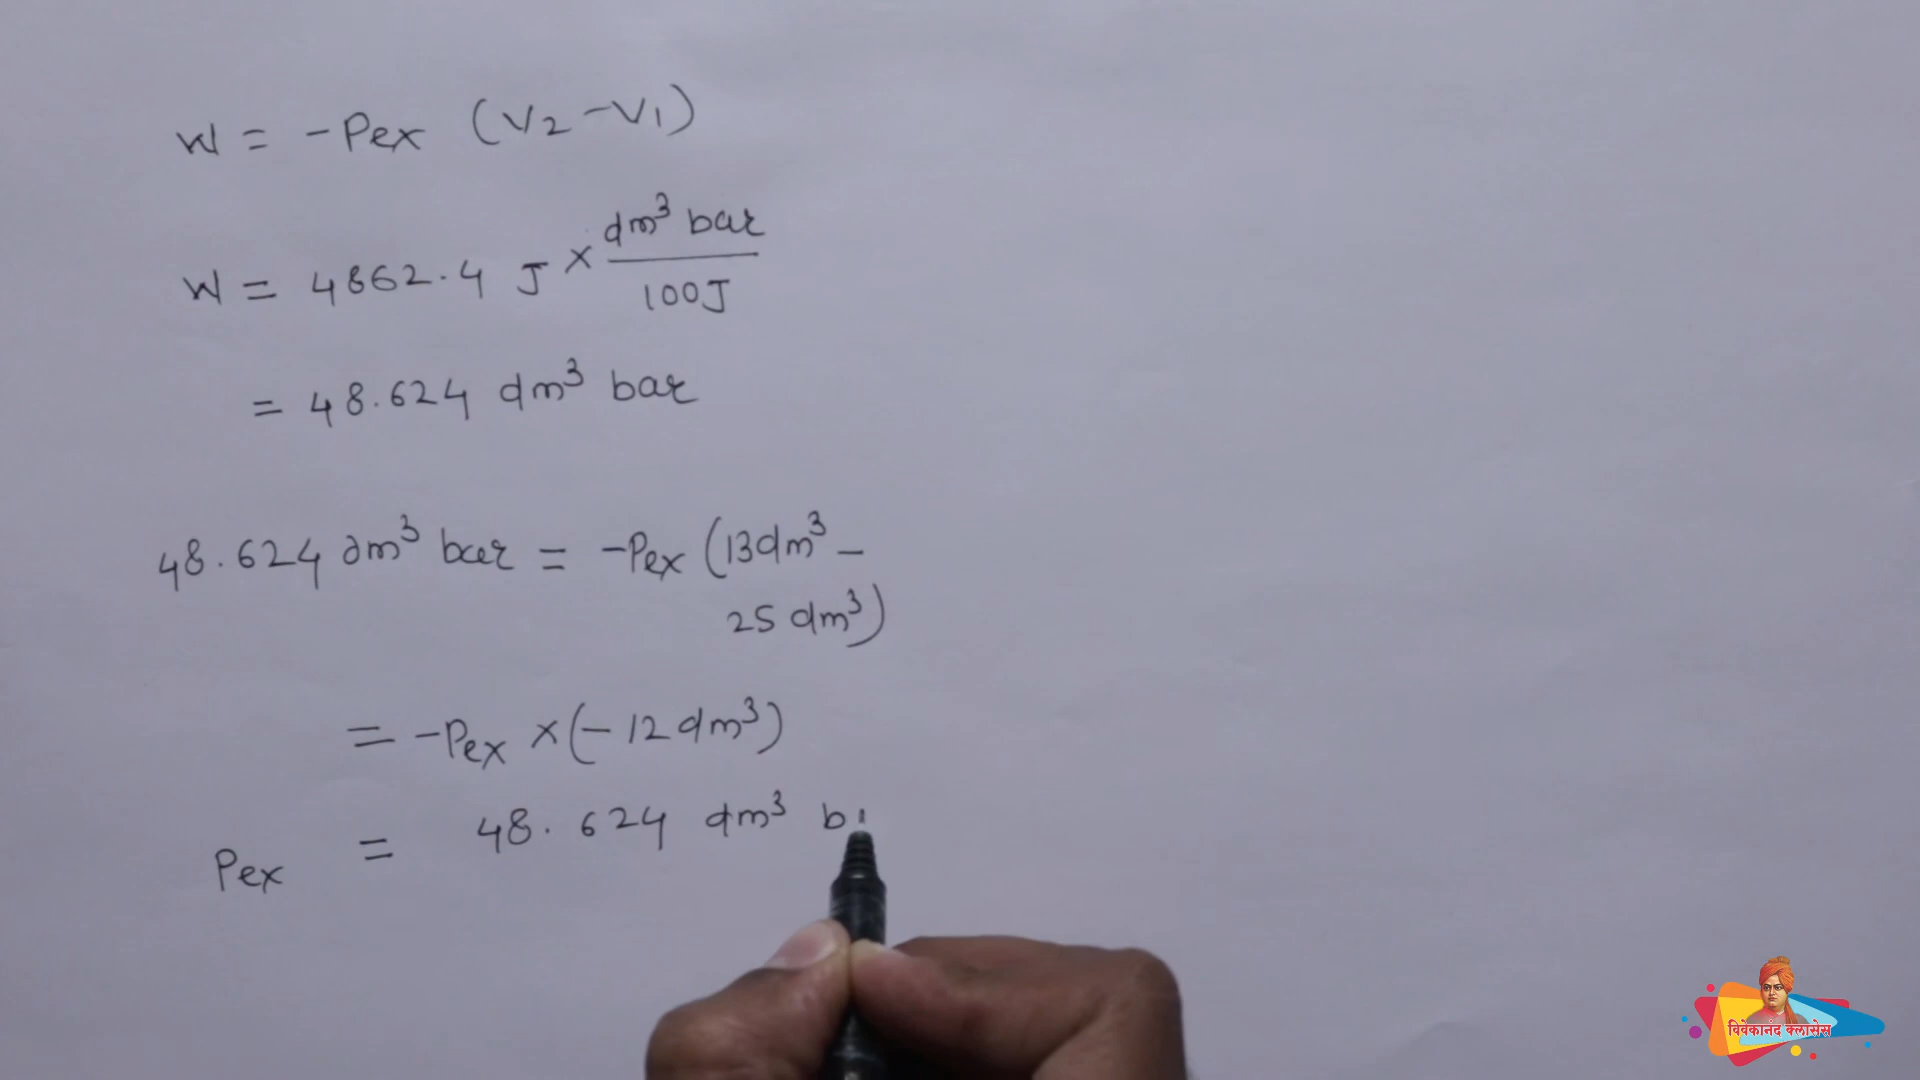 W = -Pex (V2 - V1)
W = 4862.4 J × dm³ bar / 100J
= 48.624 dm³ bar
48.624 dm³ bar = -Pex (13dm³ -
25 dm³)
= -Pex × (-12 dm³)
Pex = 48.624 dm³
विवेकानंद क्लासेस